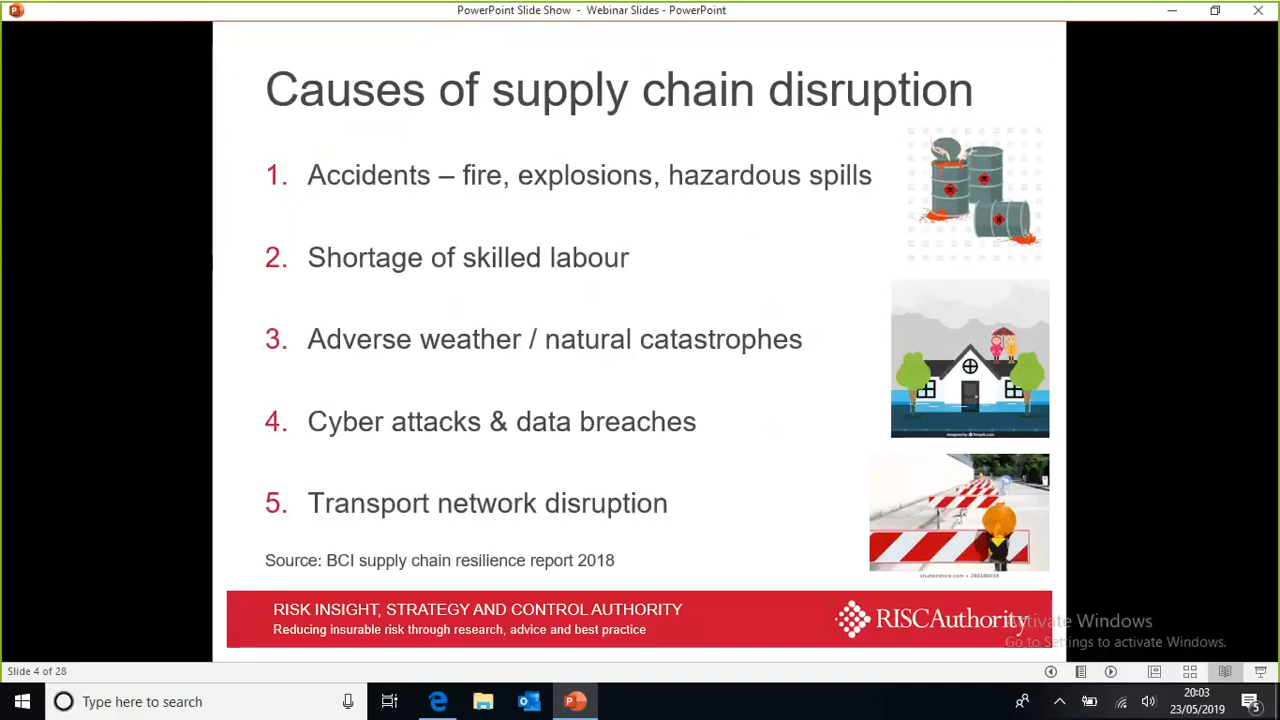 PowerPoint Slide Show - Webinar Slides - PowerPoint
Causes of supply chain disruption
1. Accidents – fire, explosions, hazardous spills
2. Shortage of skilled labour
3. Adverse weather / natural catastrophes
4. Cyber attacks & data breaches
5. Transport network disruption
Source: BCI supply chain resilience report 2018
shutterstock.com • 280186034
RISK INSIGHT, STRATEGY AND CONTROL AUTHORITY
Reducing insurable risk through research, advice and best practice
RISCAuthority
Activate Windows
Go to Settings to activate Windows.
Slide 4 of 28
Type here to search
20:03
23/05/2019
5